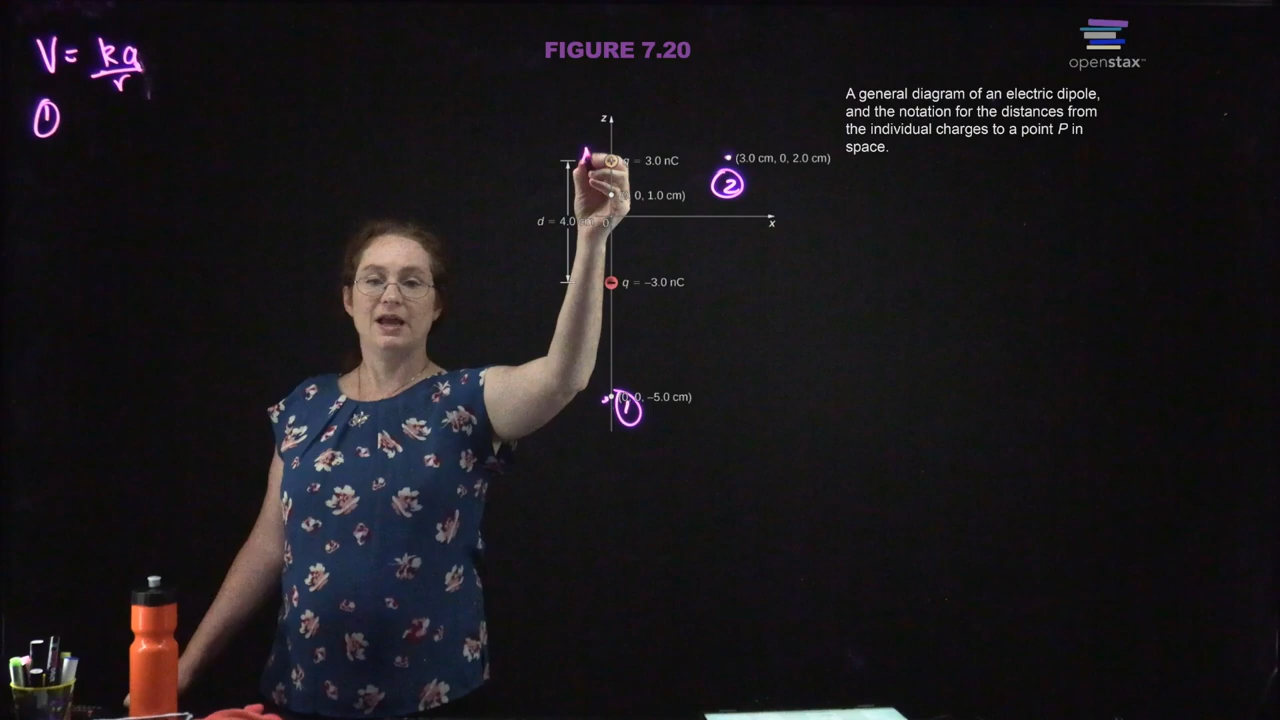 V = kq/r
①
FIGURE 7.20
openstax™
A general diagram of an electric dipole,
and the notation for the distances from
the individual charges to a point P in
space.
z
+ q = 3.0 nC
(3.0 cm, 0, 2.0 cm)
②
0, 1.0 cm)
d = 4.0
0
x
− q = –3.0 nC
① 0, –5.0 cm)